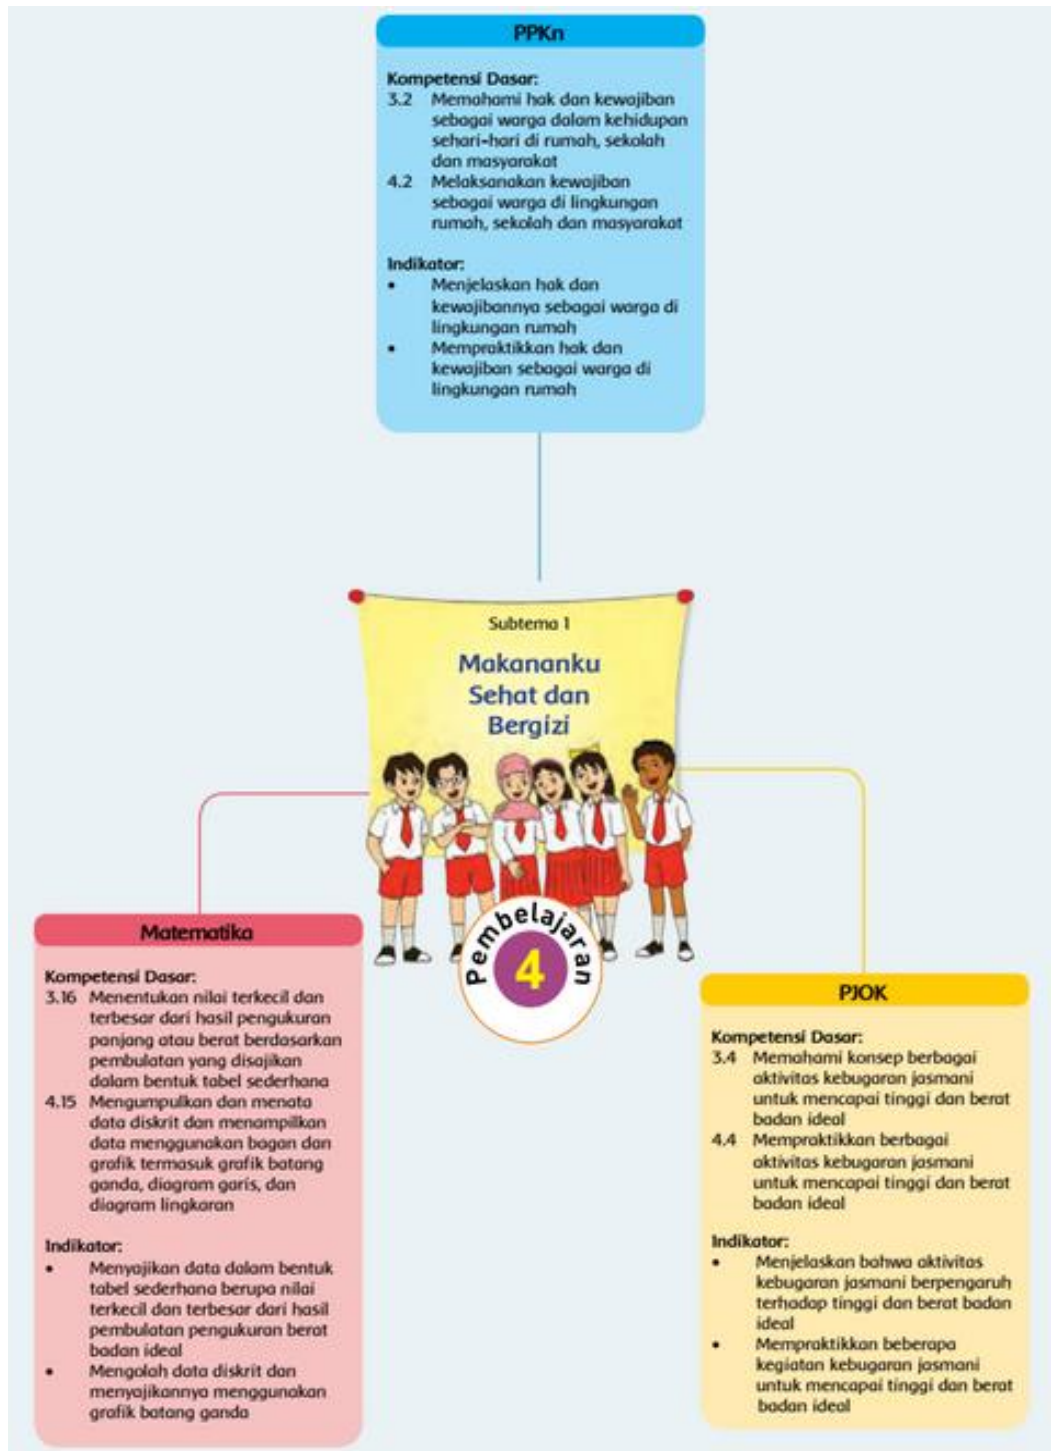 PPKn
Kompetensi Dasar:
3.2 Memahami hak dan kewajiban
sebagai warga dalam kehidupan
sehari-hari di rumah, sekolah
dan masyarakat
4.2 Melaksanakan kewajiban
sebagai warga di lingkungan
rumah, sekolah dan masyarakat
Indikator:
• Menjelaskan hak dan
kewajibannya sebagai warga di
lingkungan rumah
• Mempraktikkan hak dan
kewajiban sebagai warga di
lingkungan rumah
Subtema 1
Makananku
Sehat dan
Bergizi
Pembelajaran
4
Matematika
Kompetensi Dasar:
3.16 Menentukan nilai terkecil dan
terbesar dari hasil pengukuran
panjang atau berat berdasarkan
pembulatan yang disajikan
dalam bentuk tabel sederhana
4.15 Mengumpulkan dan menata
data diskrit dan menampilkan
data menggunakan bagan dan
grafik termasuk grafik batang
ganda, diagram garis, dan
diagram lingkaran
Indikator:
• Menyajikan data dalam bentuk
tabel sederhana berupa nilai
terkecil dan terbesar dari hasil
pembulatan pengukuran berat
badan ideal
• Mengolah data diskrit dan
menyajikannya menggunakan
grafik batang ganda
PJOK
Kompetensi Dasar:
3.4 Memahami konsep berbagai
aktivitas kebugaran jasmani
untuk mencapai tinggi dan berat
badan ideal
4.4 Mempraktikkan berbagai
aktivitas kebugaran jasmani
untuk mencapai tinggi dan berat
badan ideal
Indikator:
• Menjelaskan bahwa aktivitas
kebugaran jasmani berpengaruh
terhadap tinggi dan berat badan
ideal
• Mempraktikkan beberapa
kegiatan kebugaran jasmani
untuk mencapai tinggi dan berat
badan ideal